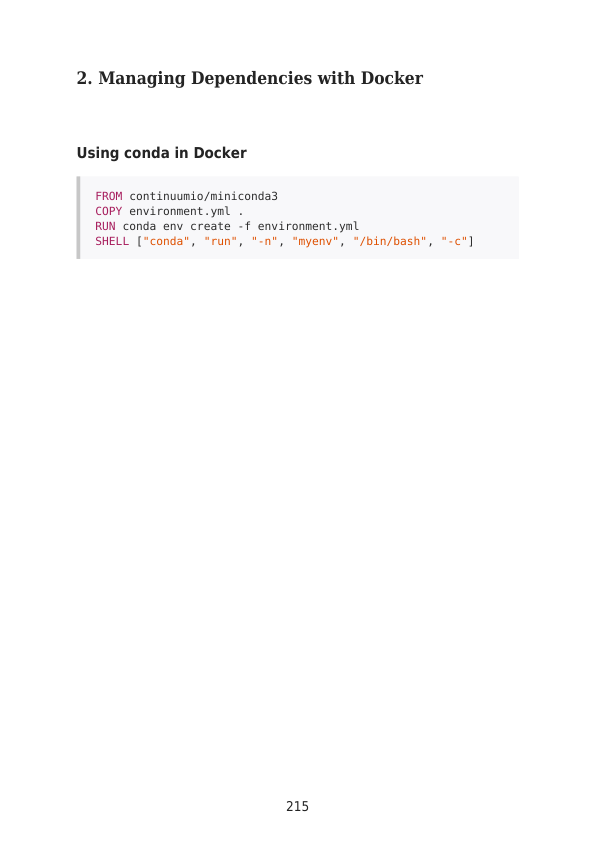 2. Managing Dependencies with Docker
Using conda in Docker
FROM continuumio/miniconda3
COPY environment.yml .
RUN conda env create -f environment.yml
SHELL ["conda", "run", "-n", "myenv", "/bin/bash", "-c"]
215